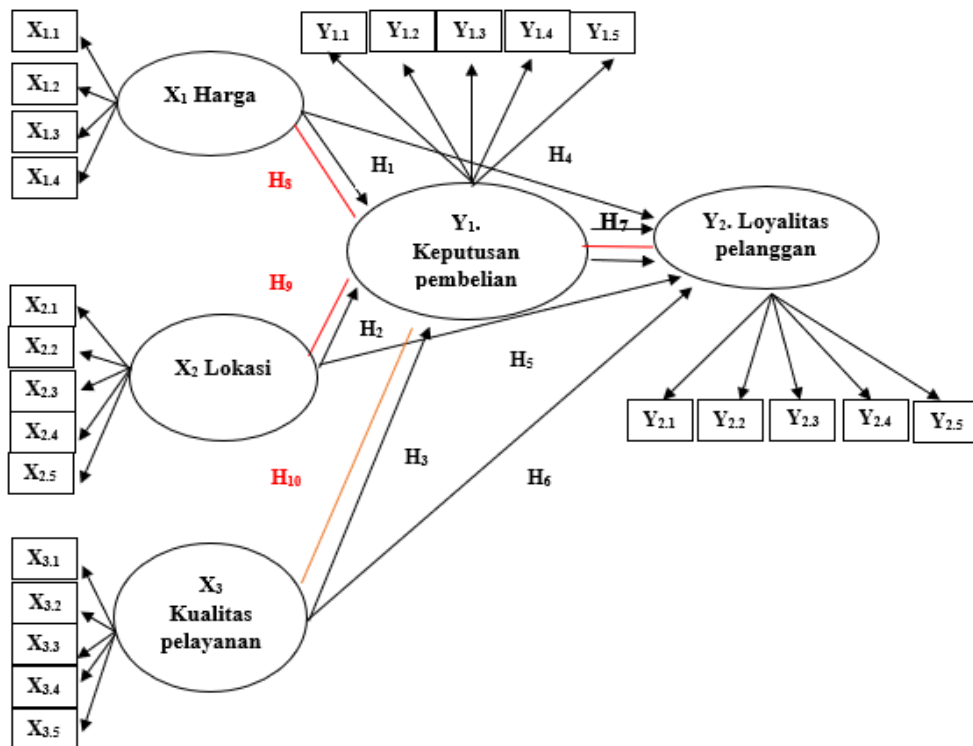 X1.1
X1.2
X1.3
X1.4
X1 Harga
Y1.1
Y1.2
Y1.3
Y1.4
Y1.5
H1
H4
H8
Y1.
Keputusan
pembelian
H7
Y2. Loyalitas
pelanggan
H9
H2
H5
X2.1
X2.2
X2.3
X2.4
X2.5
X2 Lokasi
Y2.1
Y2.2
Y2.3
Y2.4
Y2.5
H10
H3
H6
X3.1
X3.2
X3.3
X3.4
X3.5
X3
Kualitas
pelayanan